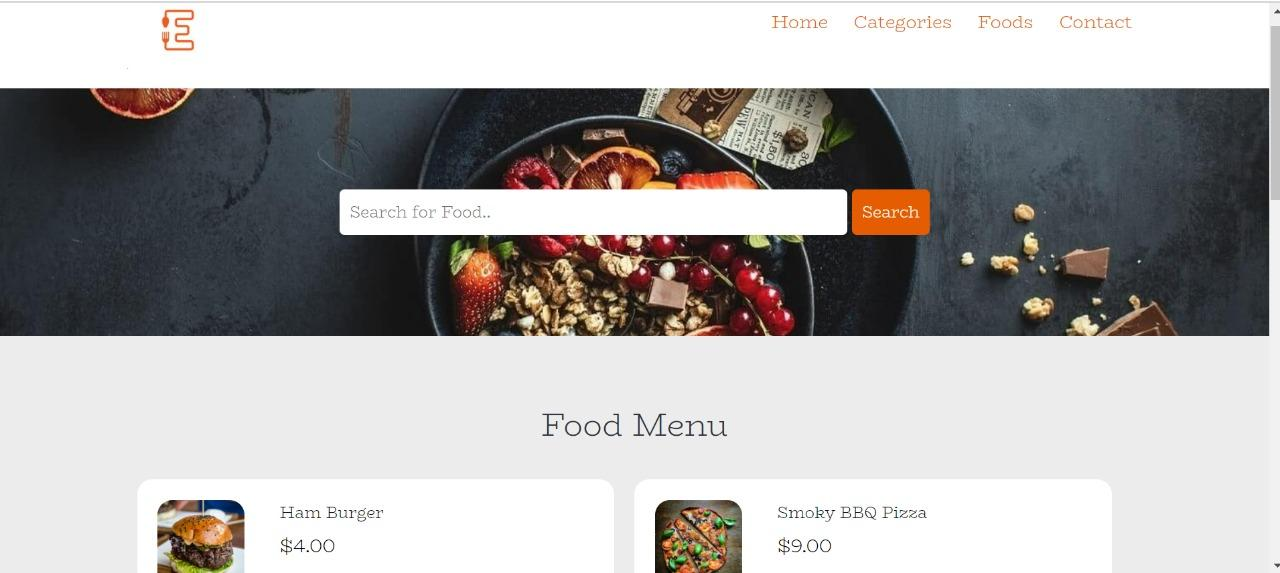 Home Categories Foods Contact
Search for Food.. Search
Food Menu
Ham Burger
$4.00
Smoky BBQ Pizza
$9.00